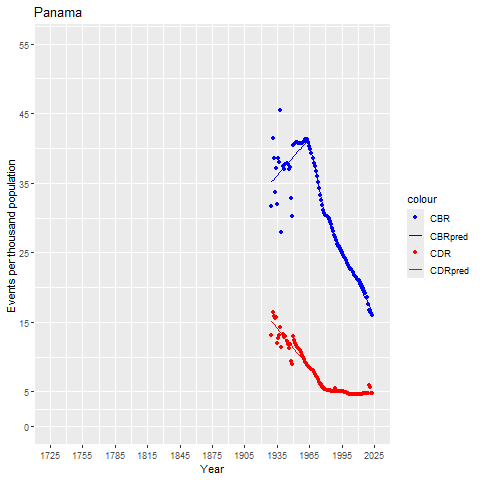 Panama
55
45
35
25
15
5
0
Events per thousand population
1725 1755 1785 1815 1845 1875 1905 1935 1965 1995 2025
Year
colour
CBR
CBRpred
CDR
CDRpred